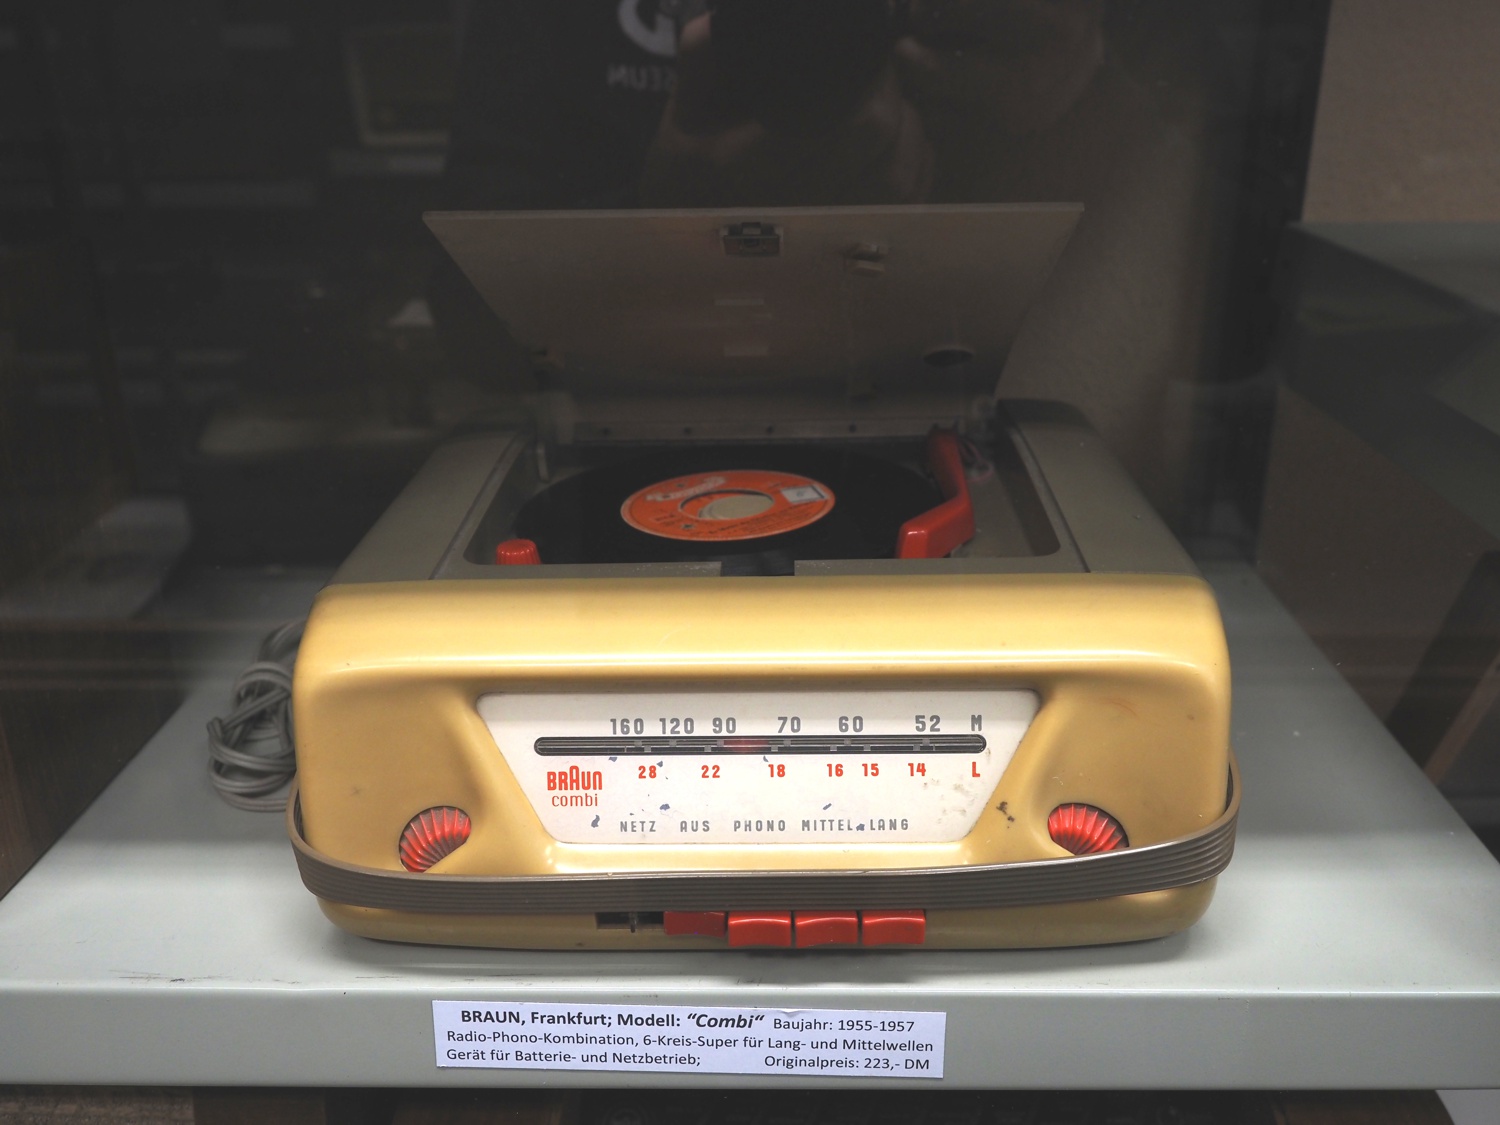 SEUM
160 120 90 70 60 52 M
28 22 18 16 15 14 L
BRAUN
combi
NETZ AUS PHONO MITTEL LANG
BRAUN, Frankfurt; Modell: "Combi“ Baujahr: 1955-1957
Radio-Phono-Kombination, 6-Kreis-Super für Lang- und Mittelwellen
Gerät für Batterie- und Netzbetrieb; Originalpreis: 223,- DM